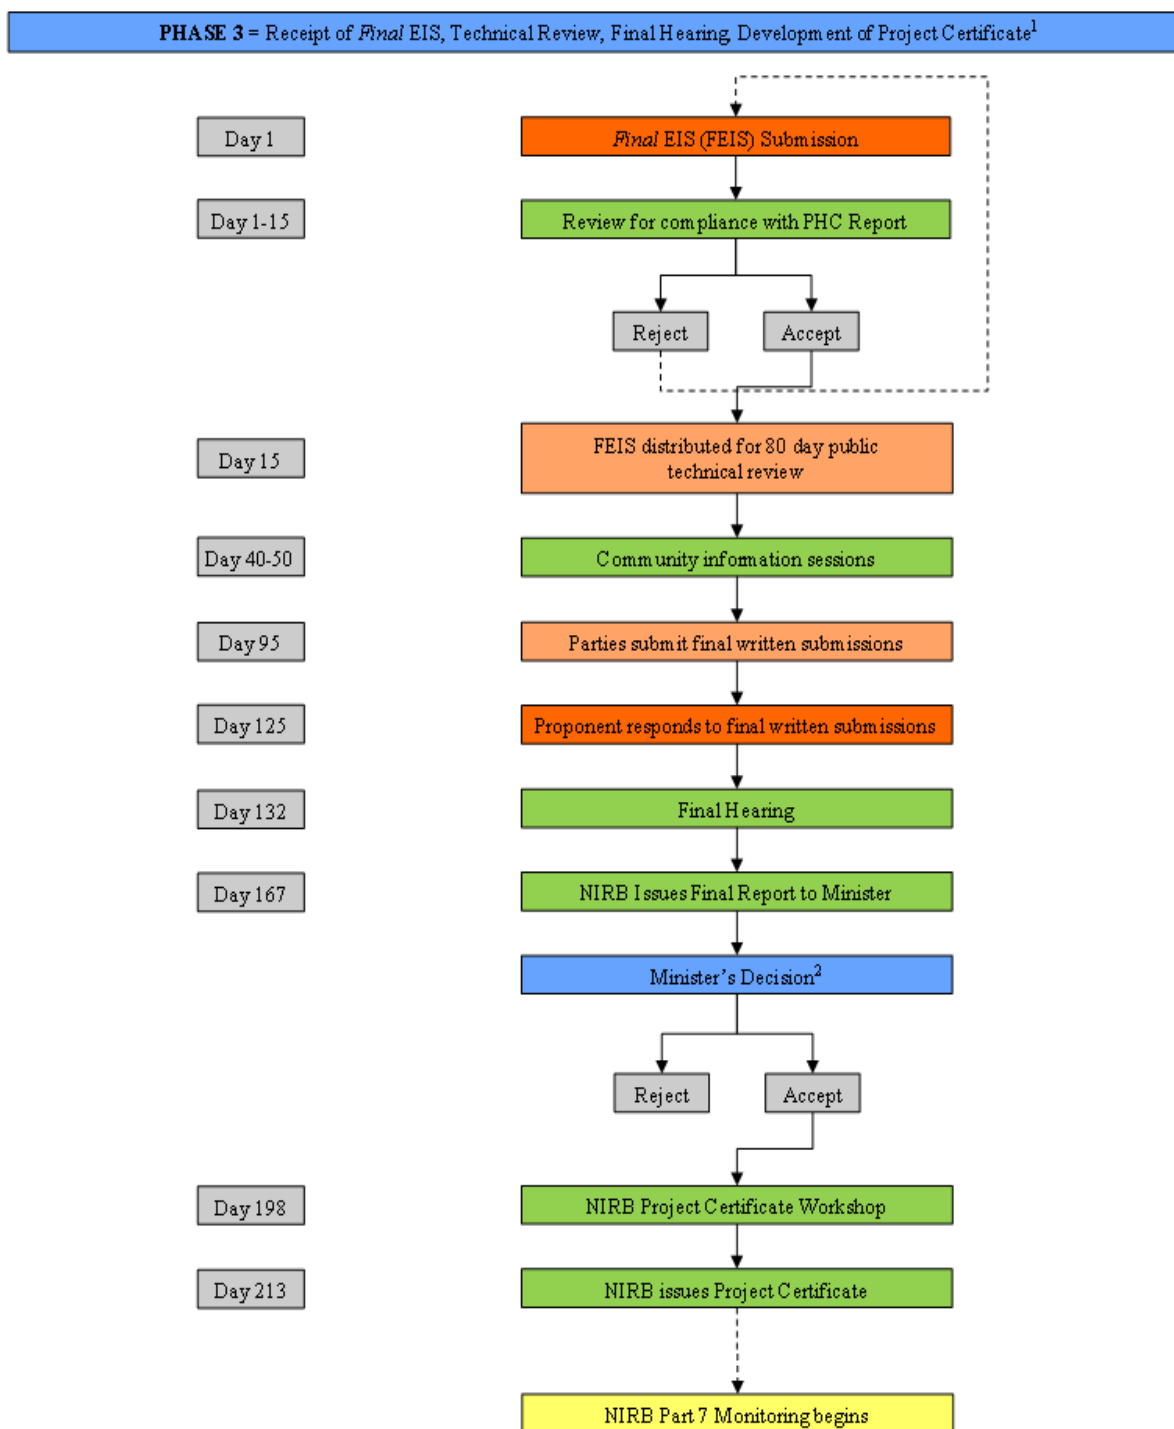 PHASE 3 = Receipt of Final EIS, Technical Review, Final Hearing, Development of Project Certificate1
Day 1
Final EIS (FEIS) Submission
Day 1-15
Review for compliance with PHC Report
Reject
Accept
Day 15
FEIS distributed for 80 day public
technical review
Day 40-50
Community information sessions
Day 95
Parties submit final written submissions
Day 125
Proponent responds to final written submissions
Day 132
Final Hearing
Day 167
NIRB Issues Final Report to Minister
Minister's Decision2
Reject
Accept
Day 198
NIRB Project Certificate Workshop
Day 213
NIRB issues Project Certificate
NIRB Part 7 Monitoring begins